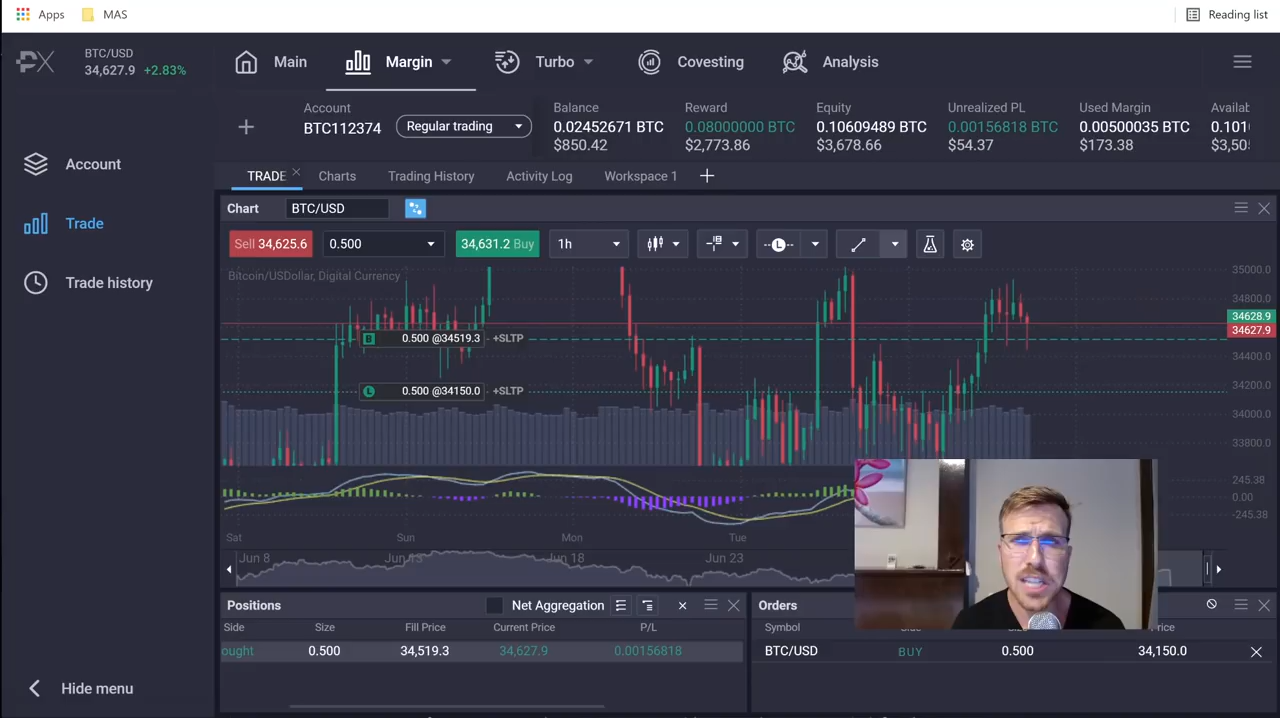 Apps
MAS
Reading list
PX
BTC/USD
34,627.9 +2.83%
Main
Margin
Turbo
Covesting
Analysis
Account
BTC112374
Regular trading
Balance
0.02452671 BTC
$850.42
Reward
0.08000000 BTC
$2,773.86
Equity
0.10609489 BTC
$3,678.66
Unrealized PL
0.00156818 BTC
$54.37
Used Margin
0.00500035 BTC
$173.38
Account
Trade
Trade history
Hide menu
TRADE
Charts
Trading History
Activity Log
Workspace 1
Chart
BTC/USD
Sell 34,625.6
0.500
34,631.2 Buy
1h
L
Bitcoin/USDollar, Digital Currency
35000.0
34800.0
34628.9
34627.9
34400.0
34200.0
34000.0
33800.0
B 0.500 @34519.3 +SLTP
L 0.500 @34150.0 +SLTP
245.38
0.00
-245.38
Sat
Sun
Mon
Tue
Jun 8
Jun 18
Jun 23
Positions
Net Aggregation
Side Size Fill Price Current Price P/L
ought 0.500 34,519.3 34,627.9 0.00156818
Orders
Symbol
BTC/USD BUY 0.500 34,150.0